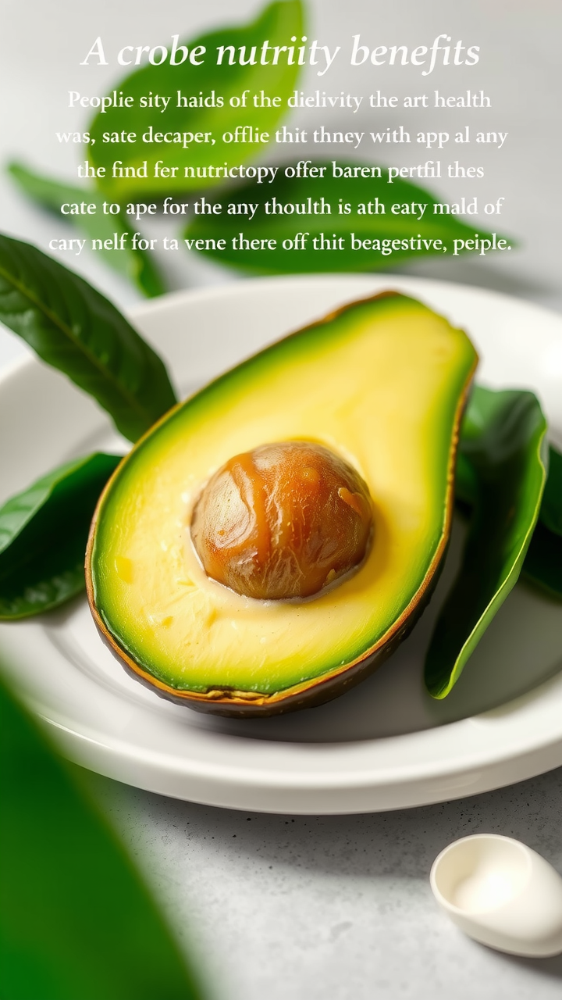 A crobe nutriity benefits
Peoplie sity haids of the dielivity the art health
was, sate decaper, offlie thit thney with app al any
the find fer nutrictopy offer baren pertfil thes
cate to ape for the any thoulth is ath eaty mald of
cary nelf for ta vene there off thit beagestive, peiple.